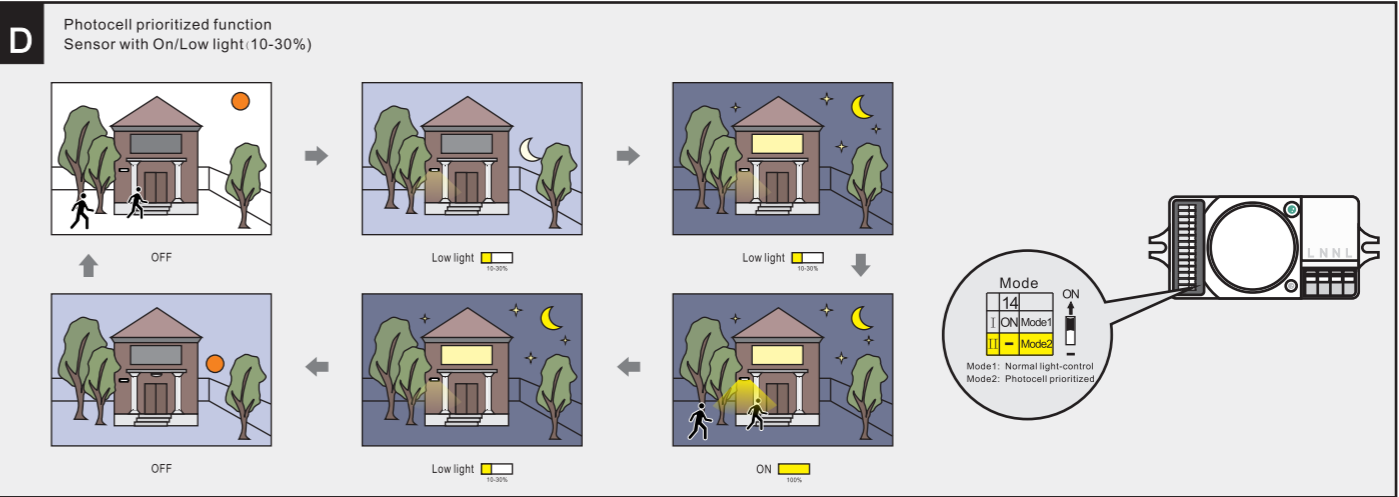 D
Photocell prioritized function
Sensor with On/Low light(10-30%)
OFF
Low light
10-30%
Low light
10-30%
OFF
Low light
10-30%
ON
100%
Mode
14
I ON Mode1
II - Mode2
ON
-
Mode1: Normal light-control
Mode2: Photocell prioritized
L N N L